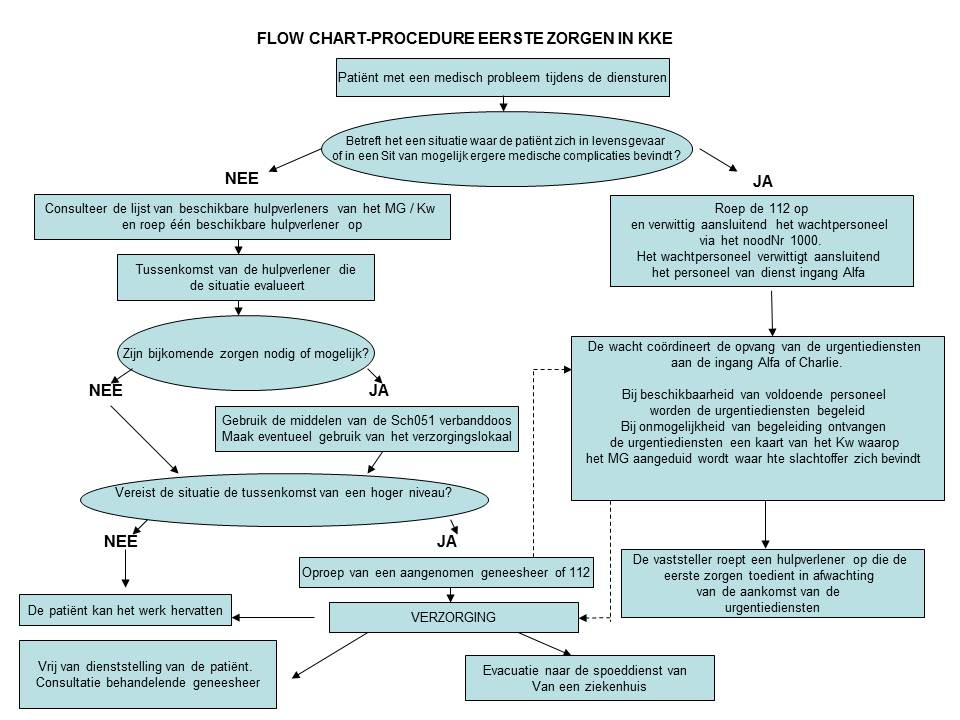 FLOW CHART-PROCEDURE EERSTE ZORGEN IN KKE
Patiënt met een medisch probleem tijdens de diensturen
Betreft het een situatie waar de patiënt zich in levensgevaar
of in een Sit van mogelijk ergere medische complicaties bevindt?
NEE
JA
Consulteer de lijst van beschikbare hulpverleners van het MG / Kw
en roep één beschikbare hulpverlener op
Roep de 112 op
en verwittig aansluitend het wachtpersoneel
via het noodNr 1000.
Het wachtpersoneel verwittigt aansluitend
het personeel van dienst ingang Alfa
Tussenkomst van de hulpverlener die
de situatie evalueert
Zijn bijkomende zorgen nodig of mogelijk?
De wacht coördineert de opvang van de urgentiediensten
aan de ingang Alfa of Charlie.
Bij beschikbaarheid van voldoende personeel
worden de urgentiediensten begeleid
Bij onmogelijkheid van begeleiding ontvangen
de urgentiediensten een kaart van het Kw waarop
het MG aangeduid wordt waar hte slachtoffer zich bevindt
NEE
JA
Gebruik de middelen van de Sch051 verbanddoos
Maak eventueel gebruik van het verzorgingslokaal
Vereist de situatie de tussenkomst van een hoger niveau?
NEE
JA
Oproep van een aangenomen geneesheer of 112
De vaststeller roept een hulpverlener op die de
eerste zorgen toedient in afwachting
van de aankomst van de
urgentiediensten
De patiënt kan het werk hervatten
VERZORGING
Vrij van dienststelling van de patiënt.
Consultatie behandelende geneesheer
Evacuatie naar de spoeddienst van
Van een ziekenhuis